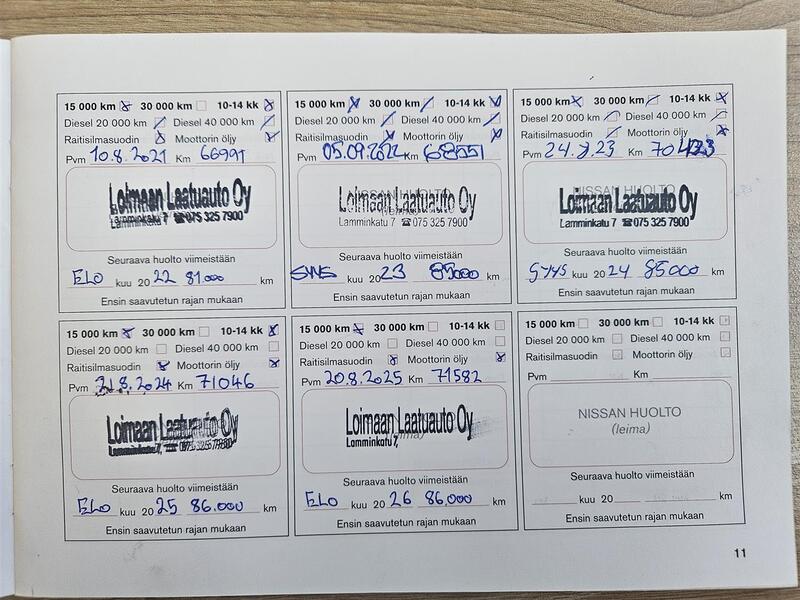 15 000 km 30 000 km 10-14 kk
Diesel 20 000 km Diesel 40 000 km
Raitisilmasuodin Moottorin öljy
Pvm 10.8.2021 Km 66991
Loimaan Laatuauto Oy
Lamminkatu 7 ☎075 325 7900
Seuraava huolto viimeistään
ELO kuu 2022 81.000 km
Ensin saavutetun rajan mukaan
15 000 km 30 000 km 10-14 kk
Diesel 20 000 km Diesel 40 000 km
Raitisilmasuodin Moottorin öljy
Pvm 05.09.2022 Km 68551
NISSAN HUOLTO
Loimaan Laatuauto Oy
Lamminkatu 7 ☎075 325 7900
Seuraava huolto viimeistään
SYYS kuu 2023 85000 km
Ensin saavutetun rajan mukaan
15 000 km 30 000 km 10-14 kk
Diesel 20 000 km Diesel 40 000 km
Raitisilmasuodin Moottorin öljy
Pvm Km
NISSAN HUOLTO
Loimaan Laatuauto Oy
Lamminkatu 7 ☎075 325 7900
Seuraava huolto viimeistään
SYYS kuu 2024 85000 km
Ensin saavutetun rajan mukaan
15 000 km 30 000 km 10-14 kk
Diesel 20 000 km Diesel 40 000 km
Raitisilmasuodin Moottorin öljy
Pvm 21.8.2024 Km 71046
Loimaan Laatuauto Oy
Lamminkatu 7,
Seuraava huolto viimeistään
ELO kuu 2025 86.000 km
Ensin saavutetun rajan mukaan
15 000 km 30 000 km 10-14 kk
Diesel 20 000 km Diesel 40 000 km
Raitisilmasuodin Moottorin öljy
Pvm 20.8.2025 Km 71582
Loimaan Laatuauto Oy
Lamminkatu 7,
Seuraava huolto viimeistään
ELO kuu 2026 86.000 km
Ensin saavutetun rajan mukaan
15 000 km 30 000 km 10-14 kk
Diesel 20 000 km Diesel 40 000 km
Raitisilmasuodin Moottorin öljy
Pvm Km
NISSAN HUOLTO
(leima)
Seuraava huolto viimeistään
kuu 20 km
Ensin saavutetun rajan mukaan
11